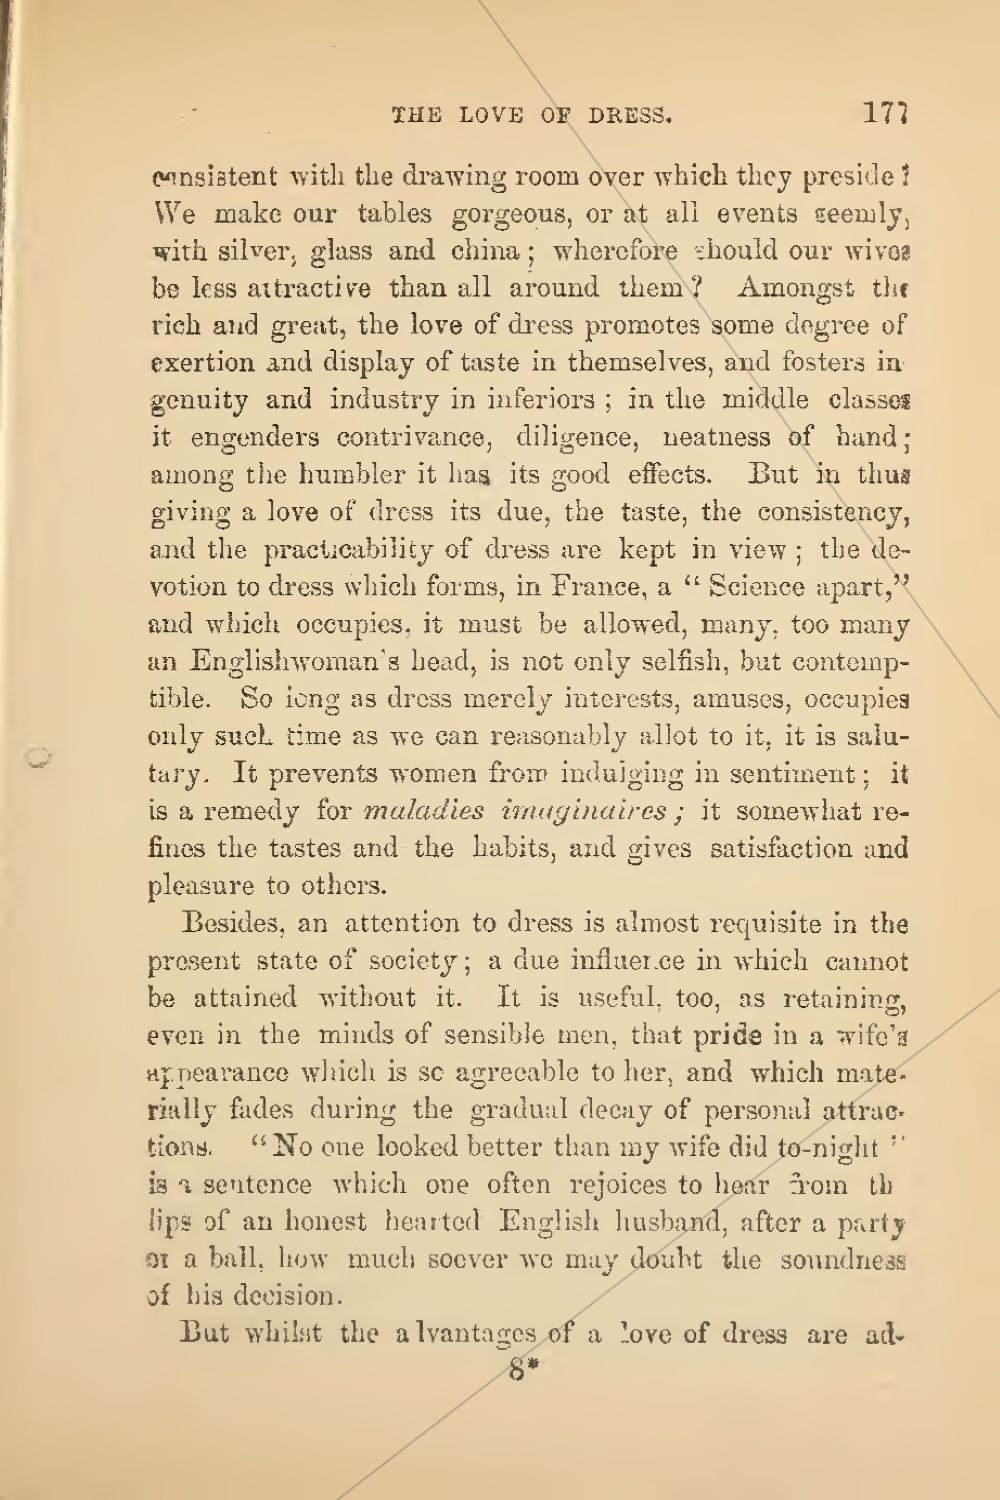 THE LOVE OF DRESS. 177
consistent with the drawing room over which they preside?
We make our tables gorgeous, or at all events seemly,
with silver, glass and china; wherefore should our wives
be less attractive than all around them? Amongst the
rich and great, the love of dress promotes some degree of
exertion and display of taste in themselves, and fosters in-
genuity and industry in inferiors; in the middle classes
it engenders contrivance, diligence, neatness of hand;
among the humbler it has its good effects. But in thus
giving a love of dress its due, the taste, the consistency,
and the practicability of dress are kept in view; the de-
votion to dress which forms, in France, a "Science apart,"
and which occupies, it must be allowed, many, too many
an Englishwoman's head, is not only selfish, but contemp-
tible. So long as dress merely interests, amuses, occupies
only such time as we can reasonably allot to it, it is salu-
tary. It prevents women from indulging in sentiment; it
is a remedy for maladies imaginaires; it somewhat re-
fines the tastes and the habits, and gives satisfaction and
pleasure to others.
Besides, an attention to dress is almost requisite in the
present state of society; a due influence in which cannot
be attained without it. It is useful, too, as retaining,
even in the minds of sensible men, that pride in a wife's
appearance which is so agreeable to her, and which mate-
rially fades during the gradual decay of personal attrac-
tions. "No one looked better than my wife did to-night"
is a sentence which one often rejoices to hear from th
lips of an honest hearted English husband, after a party
or a ball, how much soever we may doubt the soundness
of his decision.
But whilst the advantages of a love of dress are ad-
8*